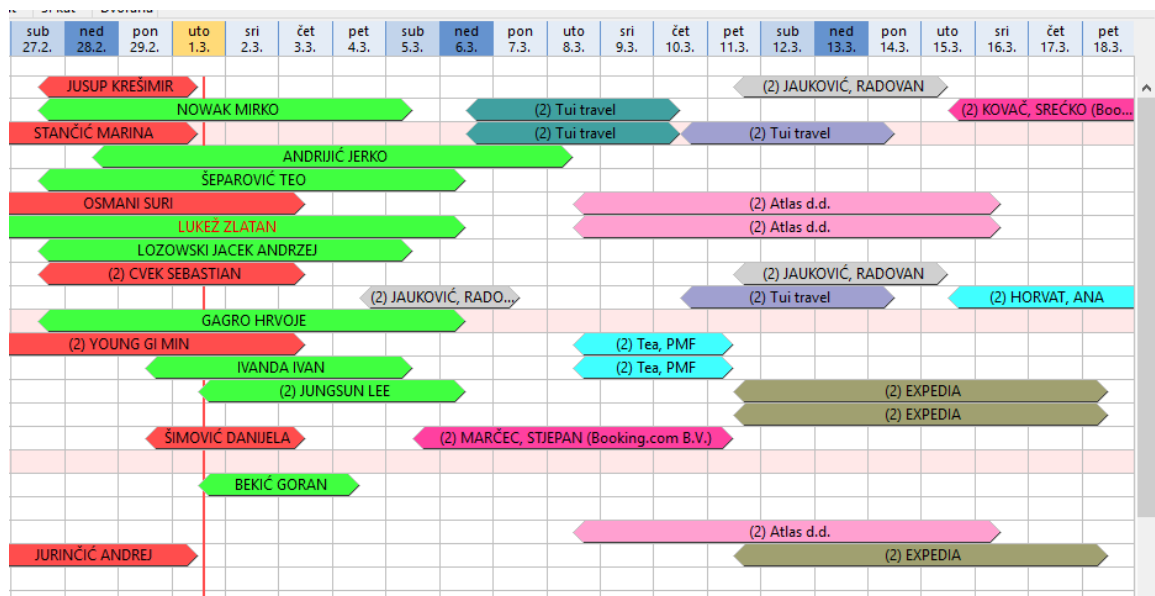 Dvorana
sub ned pon uto sri čet pet sub ned pon uto sri čet pet sub ned pon uto sri čet pet
27.2. 28.2. 29.2. 1.3. 2.3. 3.3. 4.3. 5.3. 6.3. 7.3. 8.3. 9.3. 10.3. 11.3. 12.3. 13.3. 14.3. 15.3. 16.3. 17.3. 18.3.
JUSUP KREŠIMIR (2) JAUKOVIĆ, RADOVAN
NOWAK MIRKO (2) Tui travel (2) KOVAČ, SREĆKO (Boo...
STANČIĆ MARINA (2) Tui travel (2) Tui travel
ANDRIJIĆ JERKO
ŠEPAROVIĆ TEO
OSMANI SURI (2) Atlas d.d.
LUKEŽ ZLATAN (2) Atlas d.d.
LOZOWSKI JACEK ANDRZEJ
(2) CVEK SEBASTIAN (2) JAUKOVIĆ, RADOVAN
(2) JAUKOVIĆ, RADO... (2) Tui travel (2) HORVAT, ANA
GAGRO HRVOJE
(2) YOUNG GI MIN (2) Tea, PMF
IVANDA IVAN (2) Tea, PMF
(2) JUNGSUN LEE (2) EXPEDIA
(2) EXPEDIA
ŠIMOVIĆ DANIJELA (2) MARČEC, STJEPAN (Booking.com B.V.)
BEKIĆ GORAN
(2) Atlas d.d.
JURINČIĆ ANDREJ (2) EXPEDIA